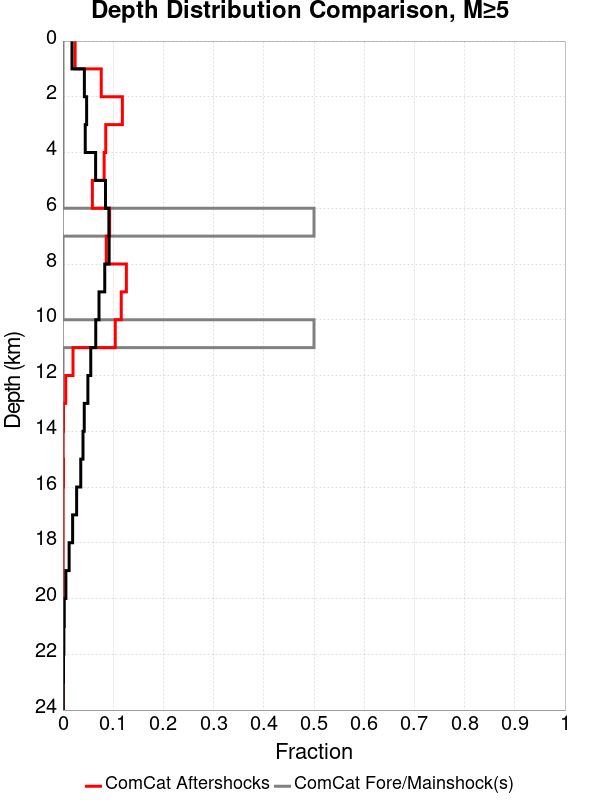 Depth Distribution Comparison, M≥5
0
2
4
6
8
10
12
14
16
18
20
22
24
Depth (km)
0 0.1 0.2 0.3 0.4 0.5 0.6 0.7 0.8 0.9 1
Fraction
ComCat Aftershocks ComCat Fore/Mainshock(s)